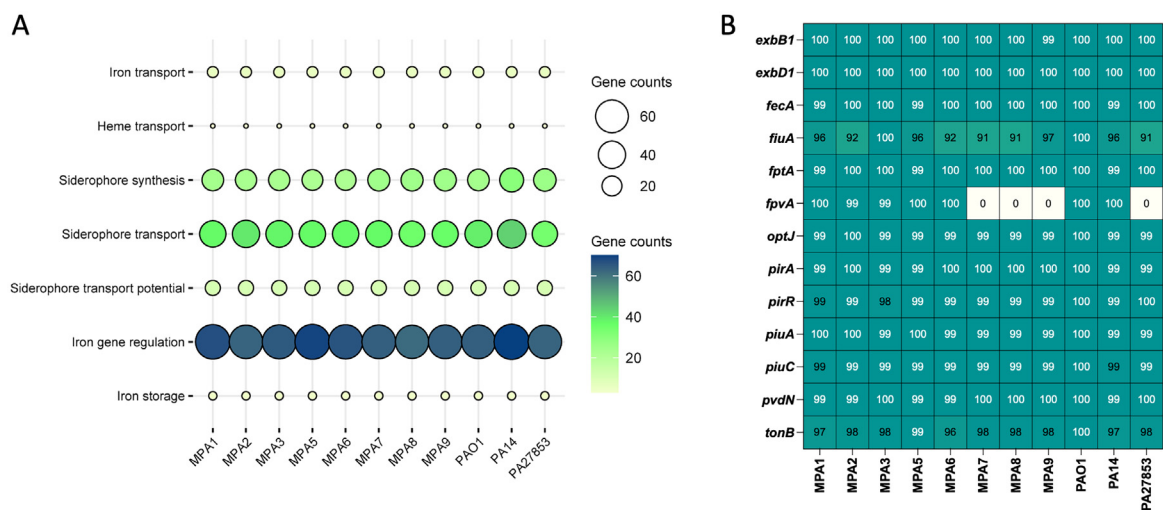 A
Iron transport
Heme transport
Siderophore synthesis
Siderophore transport
Siderophore transport potential
Iron gene regulation
Iron storage
MPA1 MPA2 MPA3 MPA5 MPA6 MPA7 MPA8 MPA9 PAO1 PA14 PA27853
Gene counts
60
40
20
Gene counts
60
40
20
B
exbB1 100 100 100 100 100 100 100 99 100 100 100
exbD1 100 100 100 100 100 100 100 100 100 100 100
fecA 99 100 100 99 100 100 100 100 100 99 100
fiuA 96 92 100 96 92 91 91 97 100 96 91
fptA 99 100 100 99 100 100 100 100 100 99 100
fpvA 100 99 99 100 100 0 0 0 100 100 0
optJ 99 100 99 99 99 99 99 99 100 99 99
pirA 99 100 99 99 100 100 100 100 100 99 100
pirR 99 99 98 99 99 99 99 99 100 99 100
piuA 100 100 99 100 99 99 99 99 100 99 99
piuC 99 99 99 99 99 99 99 99 100 99 99
pvdN 99 99 100 99 99 100 100 100 100 99 100
tonB 97 98 98 99 96 98 98 98 100 97 98
MPA1 MPA2 MPA3 MPA5 MPA6 MPA7 MPA8 MPA9 PAO1 PA14 PA27853